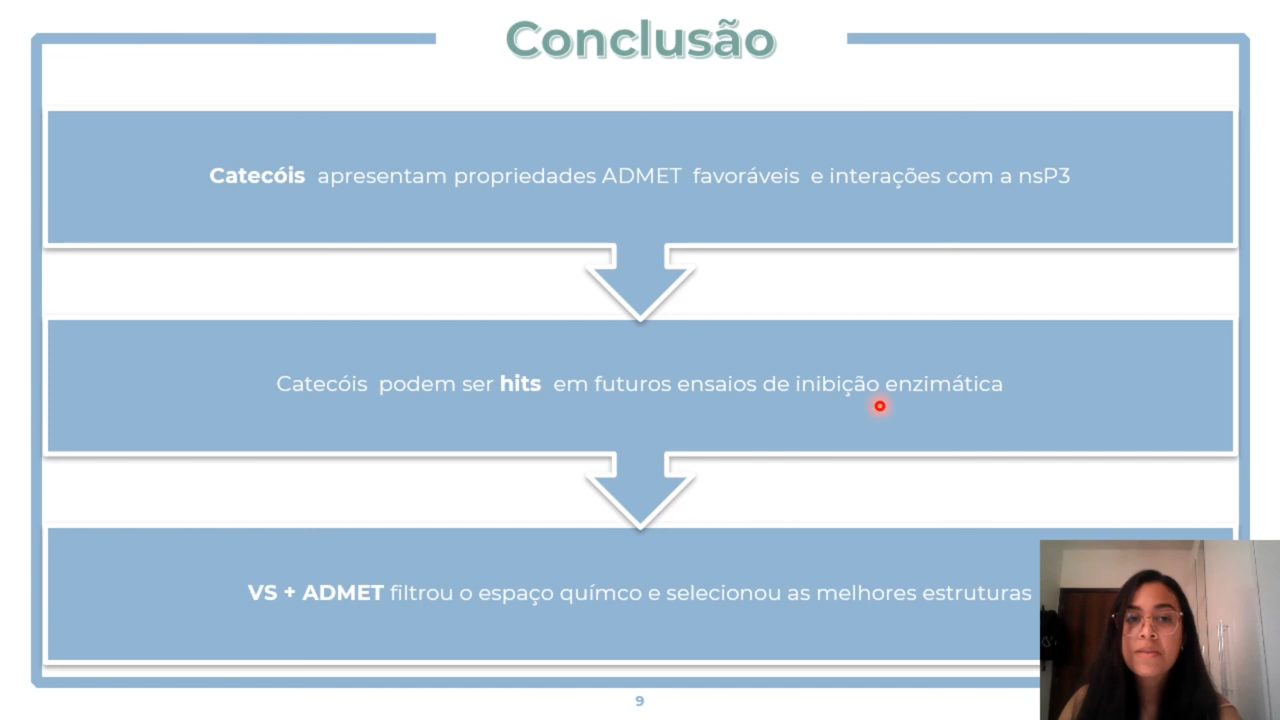 Conclusão
Catecóis apresentam propriedades ADMET favoráveis e interações com a nsP3
Catecóis podem ser hits em futuros ensaios de inibição enzimática
VS + ADMET filtrou o espaço químco e selecionou as melhores estruturas
9